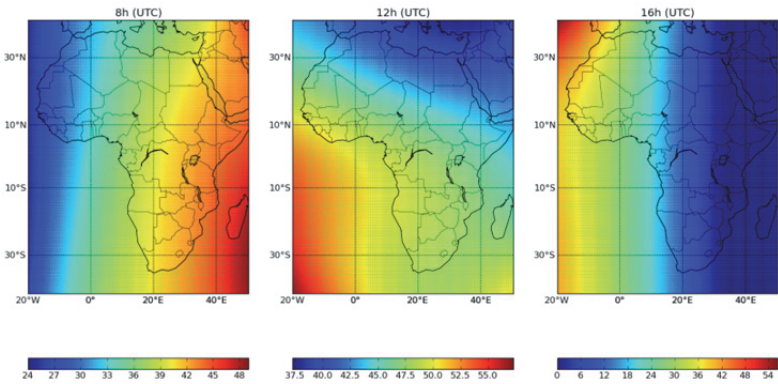 8h (UTC) 12h (UTC) 16h (UTC)
30°N 30°N 30°N
10°N 10°N 10°N
10°S 10°S 10°S
30°S 30°S 30°S
20°W 0° 20°E 40°E 20°W 0° 20°E 40°E 20°W 0° 20°E 40°E
24 27 30 33 36 39 42 45 48 37.5 40.0 42.5 45.0 47.5 50.0 52.5 55.0 0 6 12 18 24 30 36 42 48 54